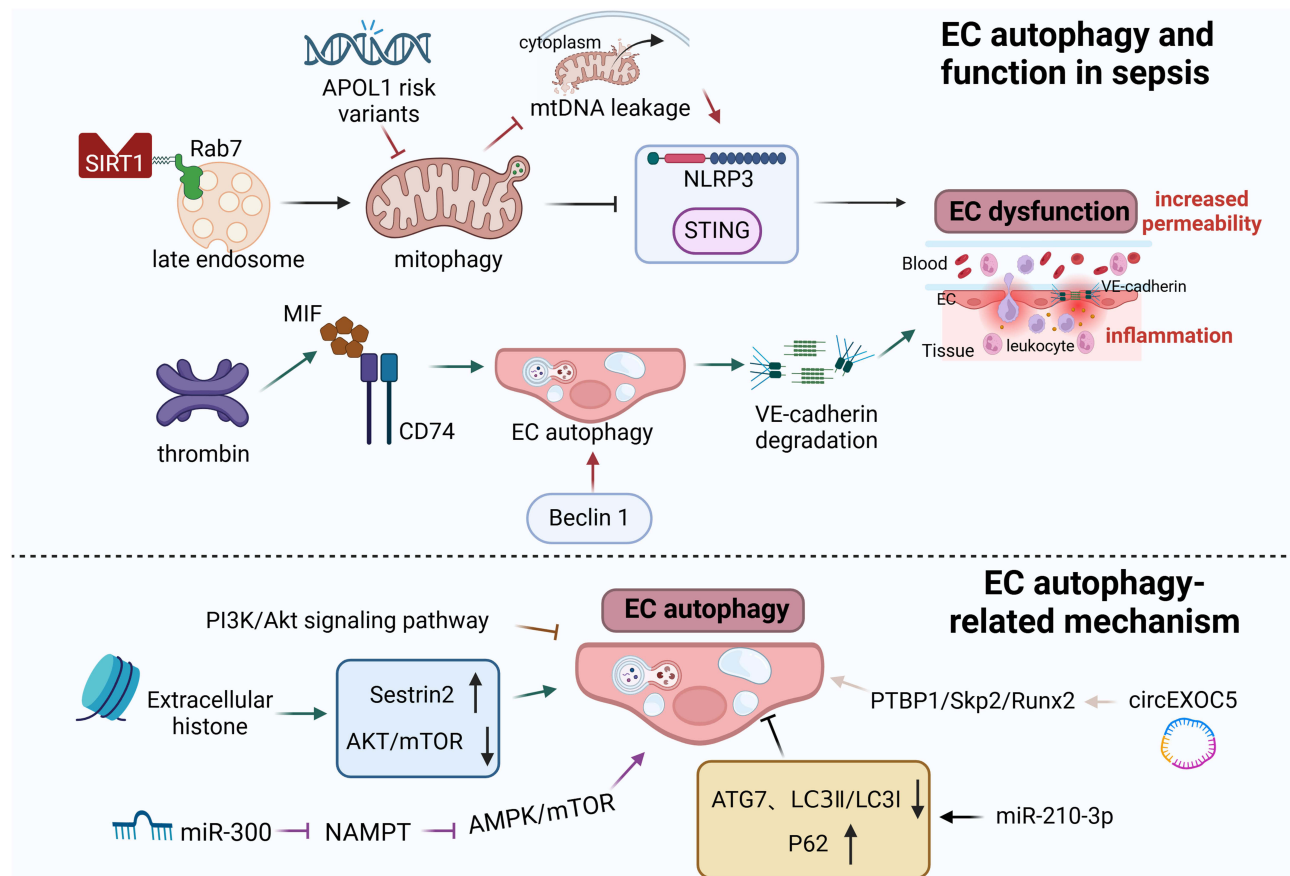 EC autophagy and
function in sepsis
cytoplasm
APOL1 risk
variants
mtDNA leakage
SIRT1
Rab7
NLRP3
STING
EC dysfunction
increased
permeability
late endosome
mitophagy
Blood
VE-cadherin
EC
inflammation
Tissue
leukocyte
MIF
CD74
thrombin
EC autophagy
VE-cadherin
degradation
Beclin 1
EC autophagy-
related mechanism
EC autophagy
PI3K/Akt signaling pathway
Extracellular
histone
Sestrin2
AKT/mTOR
PTBP1/Skp2/Runx2
circEXOC5
miR-300
NAMPT
AMPK/mTOR
ATG7、LC3Ⅱ/LC3Ⅰ
P62
miR-210-3p